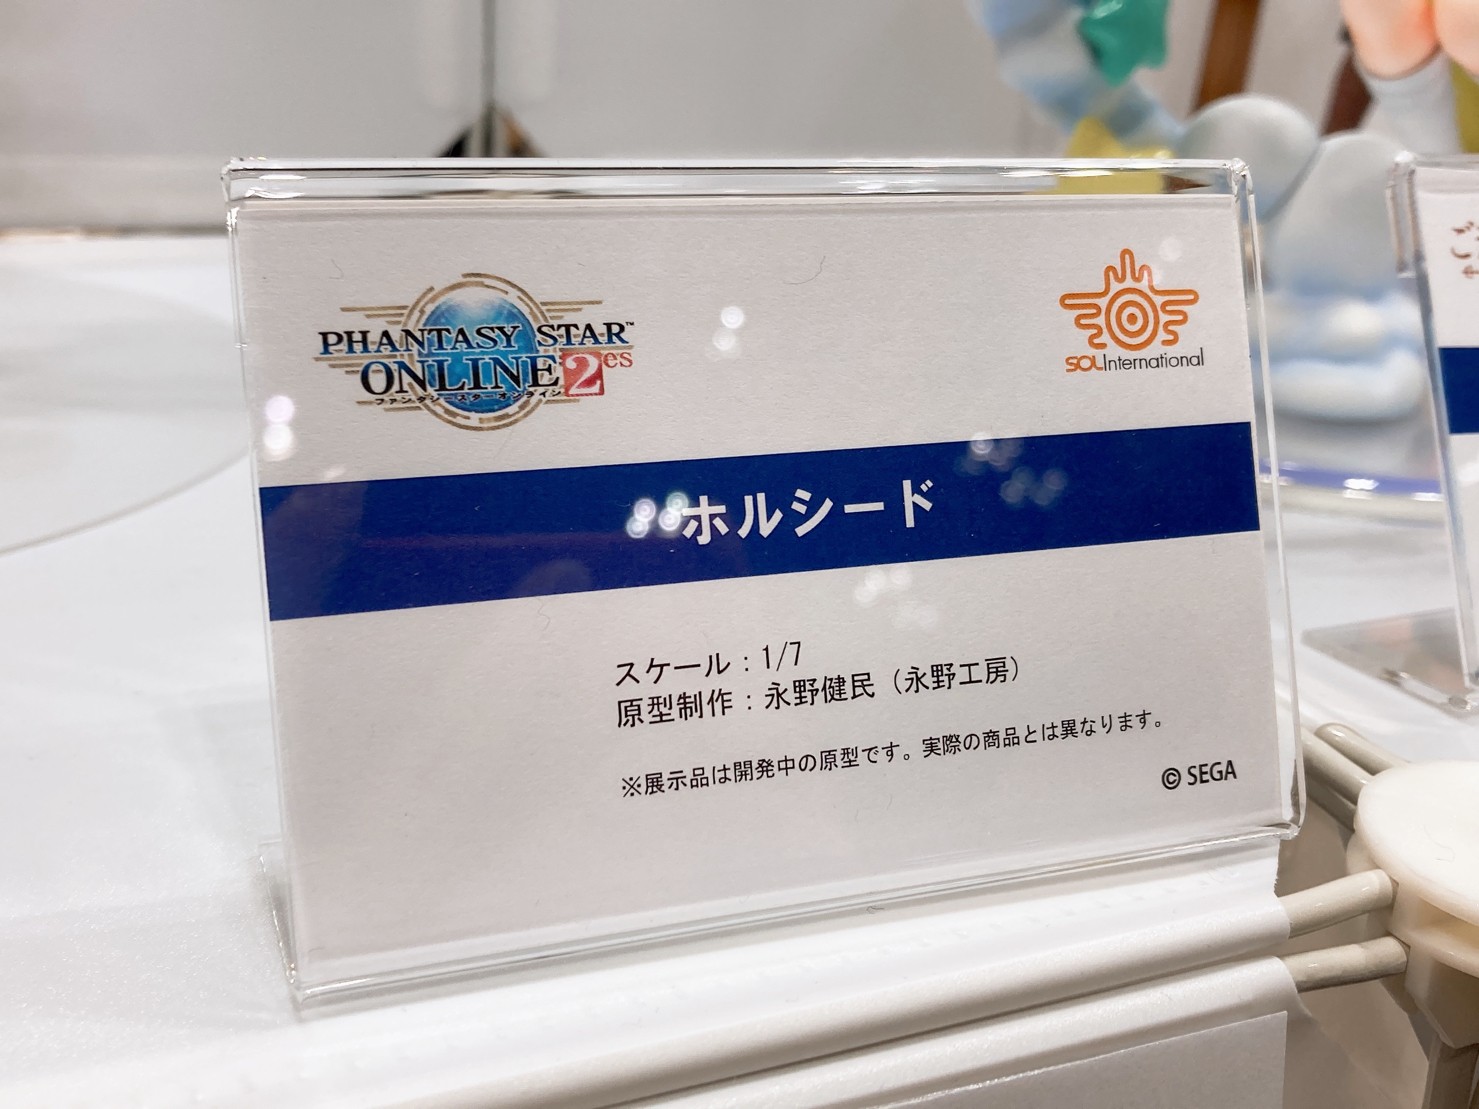 PHANTASY STAR™
ONLINE 2es
ファンタシースターオンライン
SOL International
ホルシード
スケール：1/7
原型制作：永野健民（永野工房）
※展示品は開発中の原型です。実際の商品とは異なります。
© SEGA